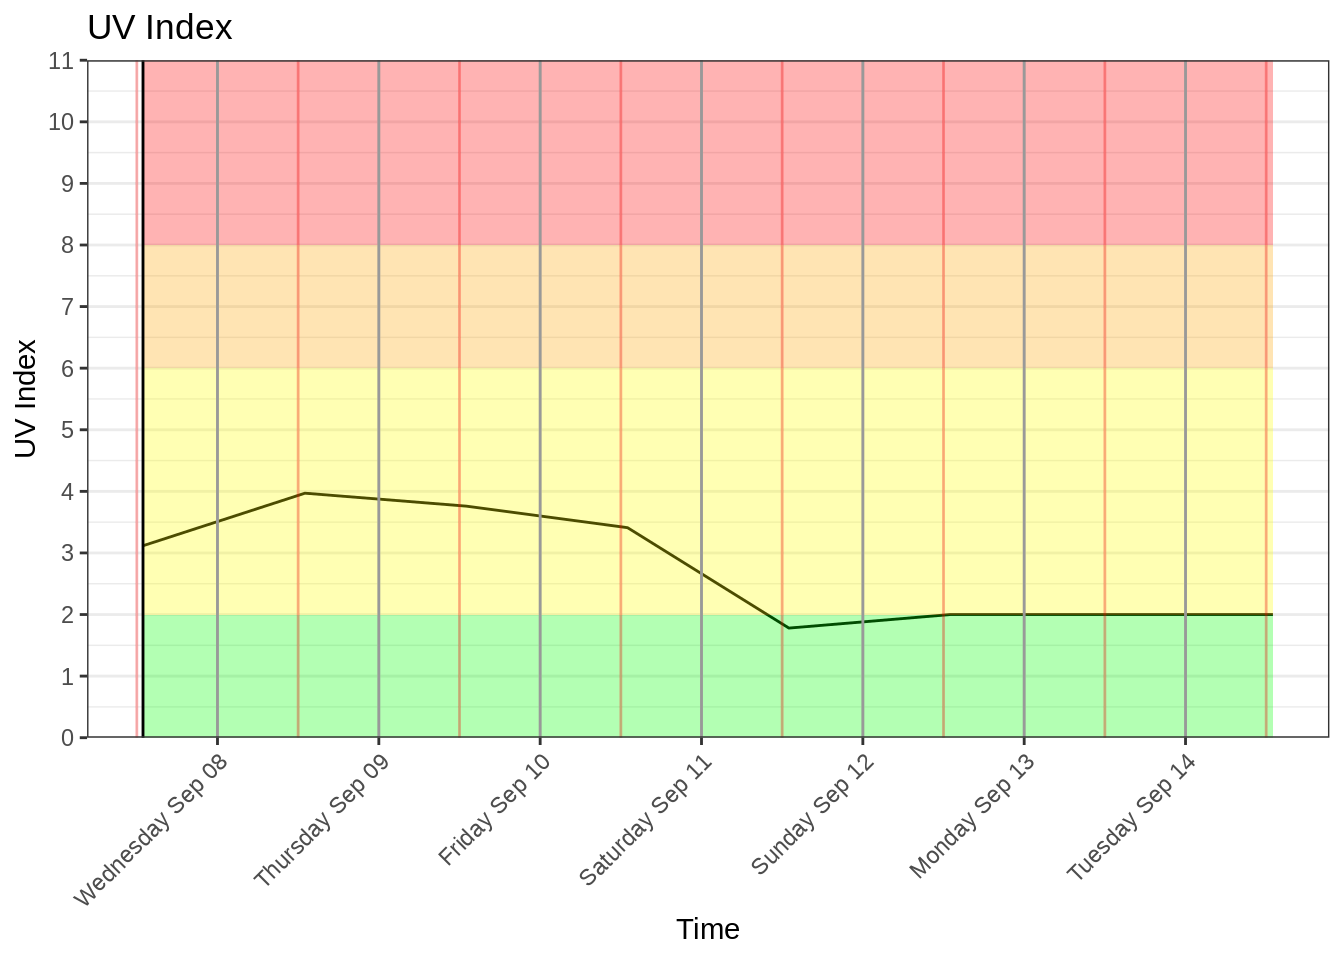 UV Index
11
10
9
8
7
6
5
4
3
2
1
0
UV Index
Wednesday Sep 08
Thursday Sep 09
Friday Sep 10
Saturday Sep 11
Sunday Sep 12
Monday Sep 13
Tuesday Sep 14
Time